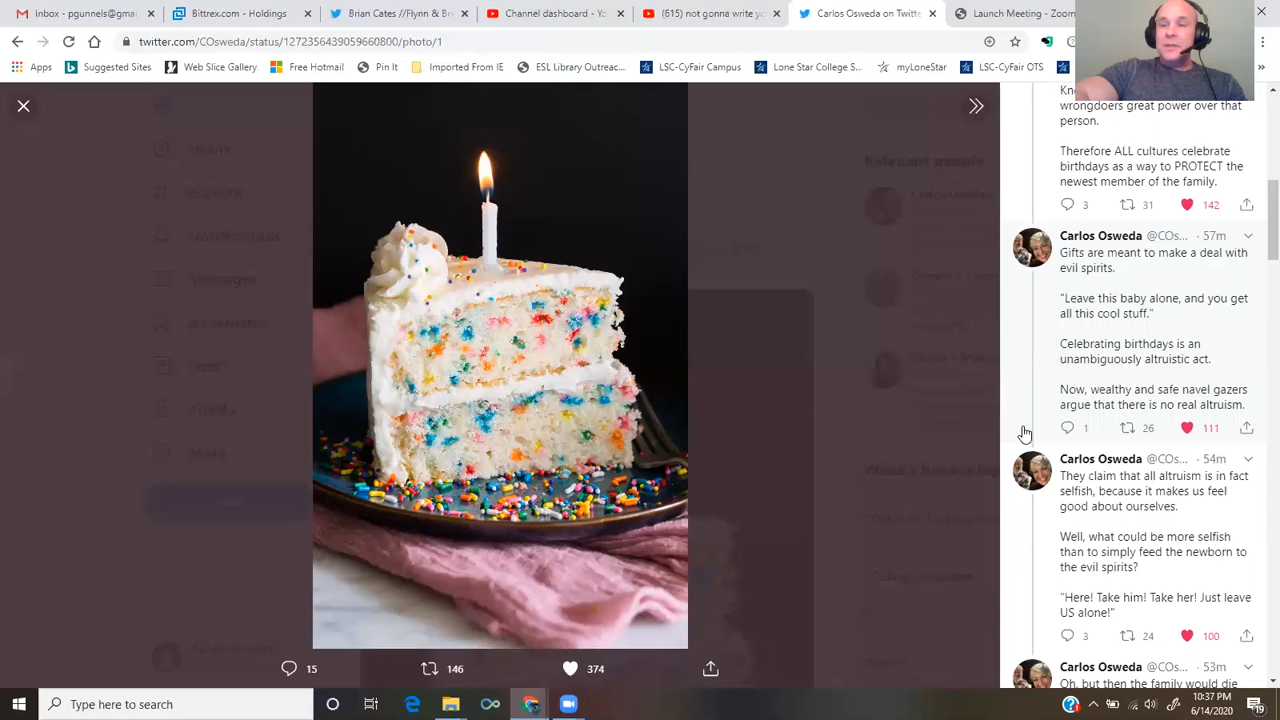 Inbox - pgunnels@gma
Bittrex.com - Holdings
Brian Cates //Flynn & Br
Channel dashboard - Yo
(615) not gonna write yo
Carlos Osweda on Twitte
Launch Meeting - Zoom
twitter.com/COsweda/status/1272356439059660800/photo/1
Apps
Suggested Sites
Web Slice Gallery
Free Hotmail
Pin It
Imported From IE
ESL Library Outreac...
LSC-CyFair Campus
Lone Star College S...
myLoneStar
LSC-CyFair OTS
wrongdoers great power over that
person.
Therefore ALL cultures celebrate
birthdays as a way to PROTECT the
newest member of the family.
3 31 142
Carlos Osweda @COs... · 57m
Gifts are meant to make a deal with
evil spirits.
"Leave this baby alone, and you get
all this cool stuff."
Celebrating birthdays is an
unambiguously altruistic act.
Now, wealthy and safe navel gazers
argue that there is no real altruism.
1 26 111
Carlos Osweda @COs... · 54m
They claim that all altruism is in fact
selfish, because it makes us feel
good about ourselves.
Well, what could be more selfish
than to simply feed the newborn to
the evil spirits?
"Here! Take him! Take her! Just leave
US alone!"
3 24 100
Carlos Osweda @COs... · 53m
Oh, but then the family would die
15 146 374
Home
Messages
Lists
More
Type here to search
10:37 PM
6/14/2020
19